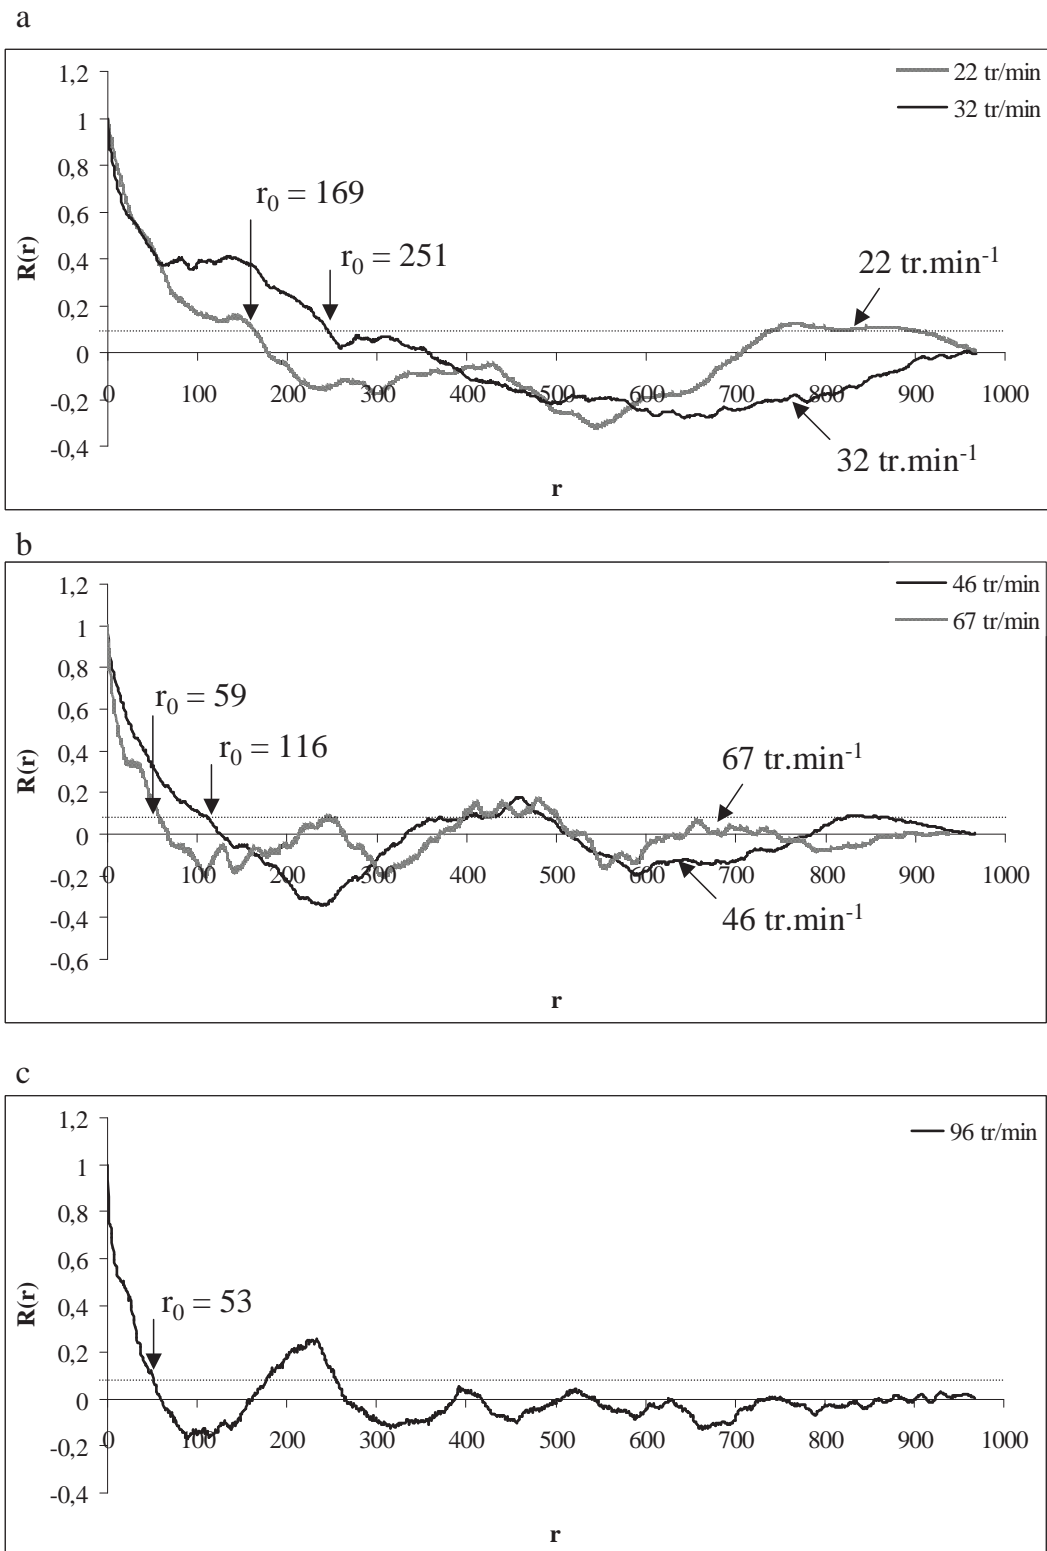 a
1,2
1
0,8
0,6
0,4
0,2
0
-0,2
-0,4
R(r)
0 100 200 300 400 500 600 700 800 900 1000
r
22 tr/min
32 tr/min
r₀ = 169
r₀ = 251
22 tr.min⁻¹
32 tr.min⁻¹
b
1,2
1
0,8
0,6
0,4
0,2
0
-0,2
-0,4
-0,6
R(r)
0 100 200 300 400 500 600 700 800 900 1000
r
46 tr/min
67 tr/min
r₀ = 59
r₀ = 116
67 tr.min⁻¹
46 tr.min⁻¹
c
1,2
1
0,8
0,6
0,4
0,2
0
-0,2
-0,4
R(r)
0 100 200 300 400 500 600 700 800 900 1000
r
96 tr/min
r₀ = 53